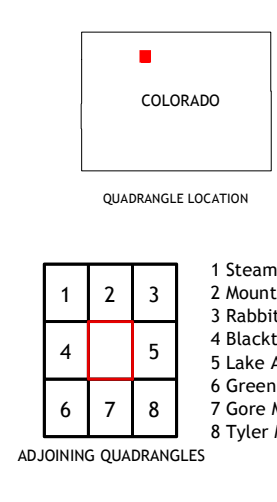 COLORADO
QUADRANGLE LOCATION
1 2 3
4 5
6 7 8
1 Steam
2 Mount
3 Rabbit
4 Blackt
5 Lake A
6 Green
7 Gore M
8 Tyler M
ADJOINING QUADRANGLES